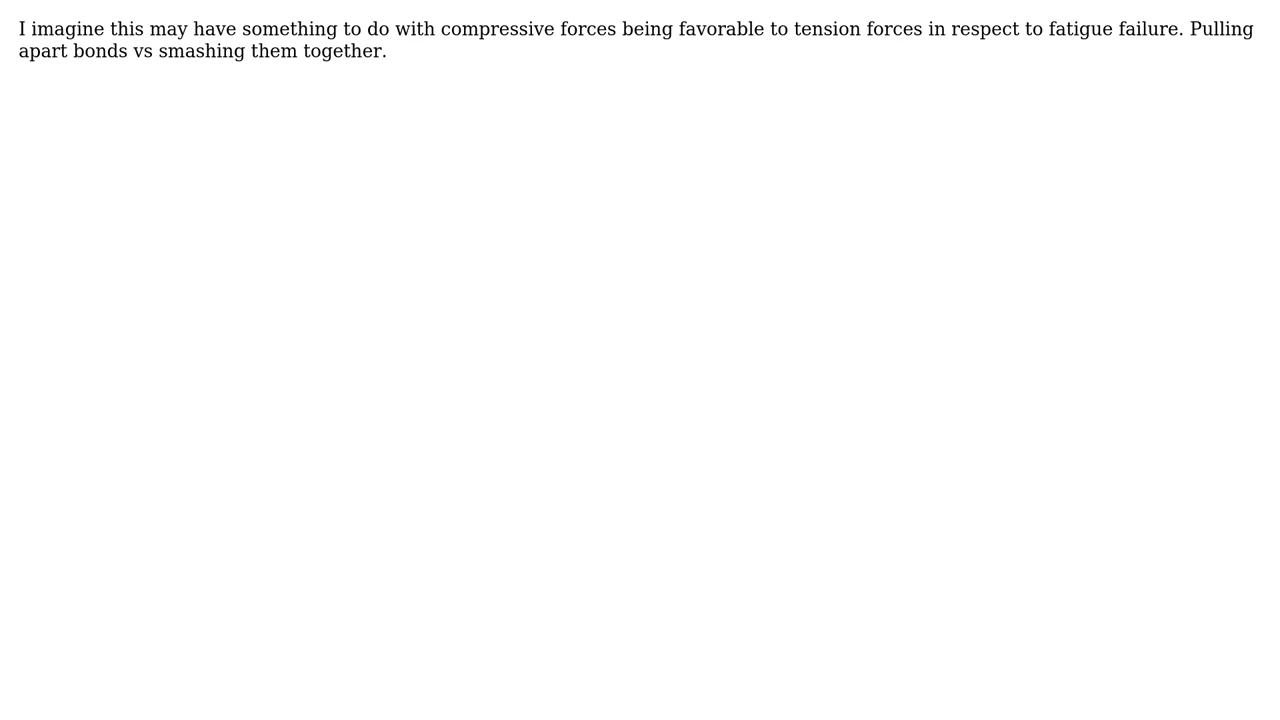 I imagine this may have something to do with compressive forces being favorable to tension forces in respect to fatigue failure. Pulling
apart bonds vs smashing them together.